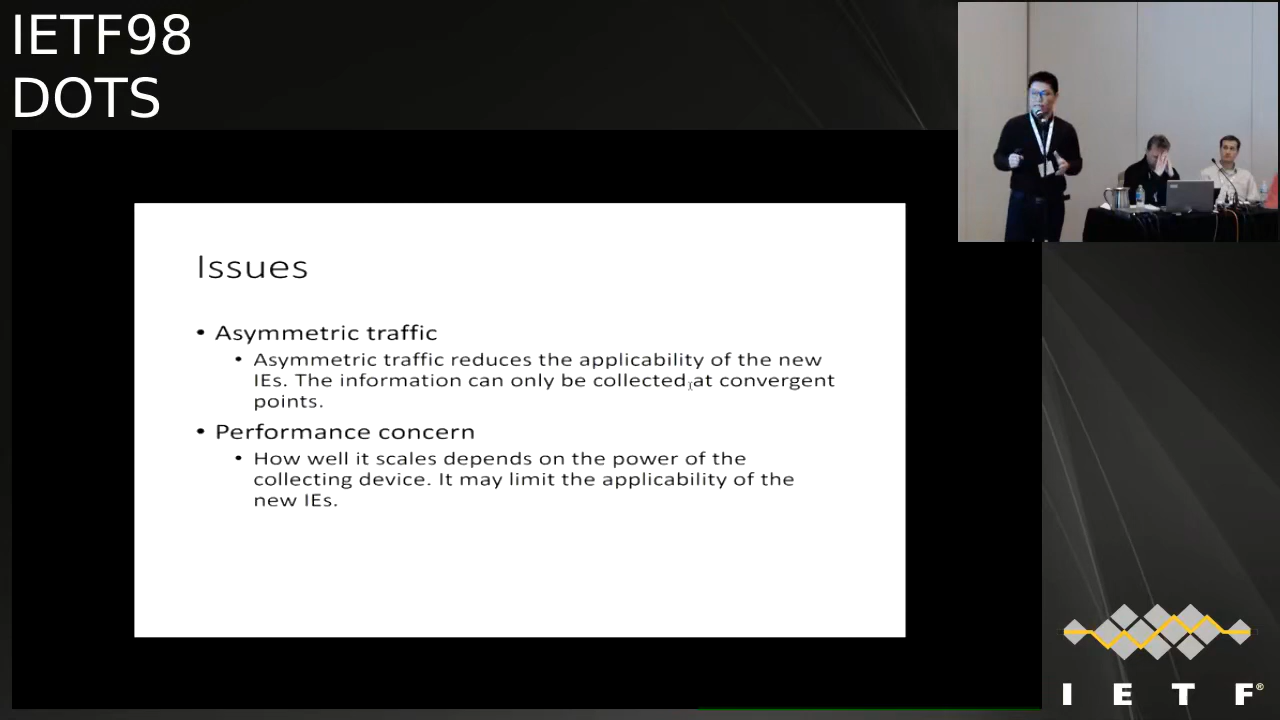 IETF98
DOTS
Issues
• Asymmetric traffic
• Asymmetric traffic reduces the applicability of the new
IEs. The information can only be collected at convergent
points.
• Performance concern
• How well it scales depends on the power of the
collecting device. It may limit the applicability of the
new IEs.
I E T F®